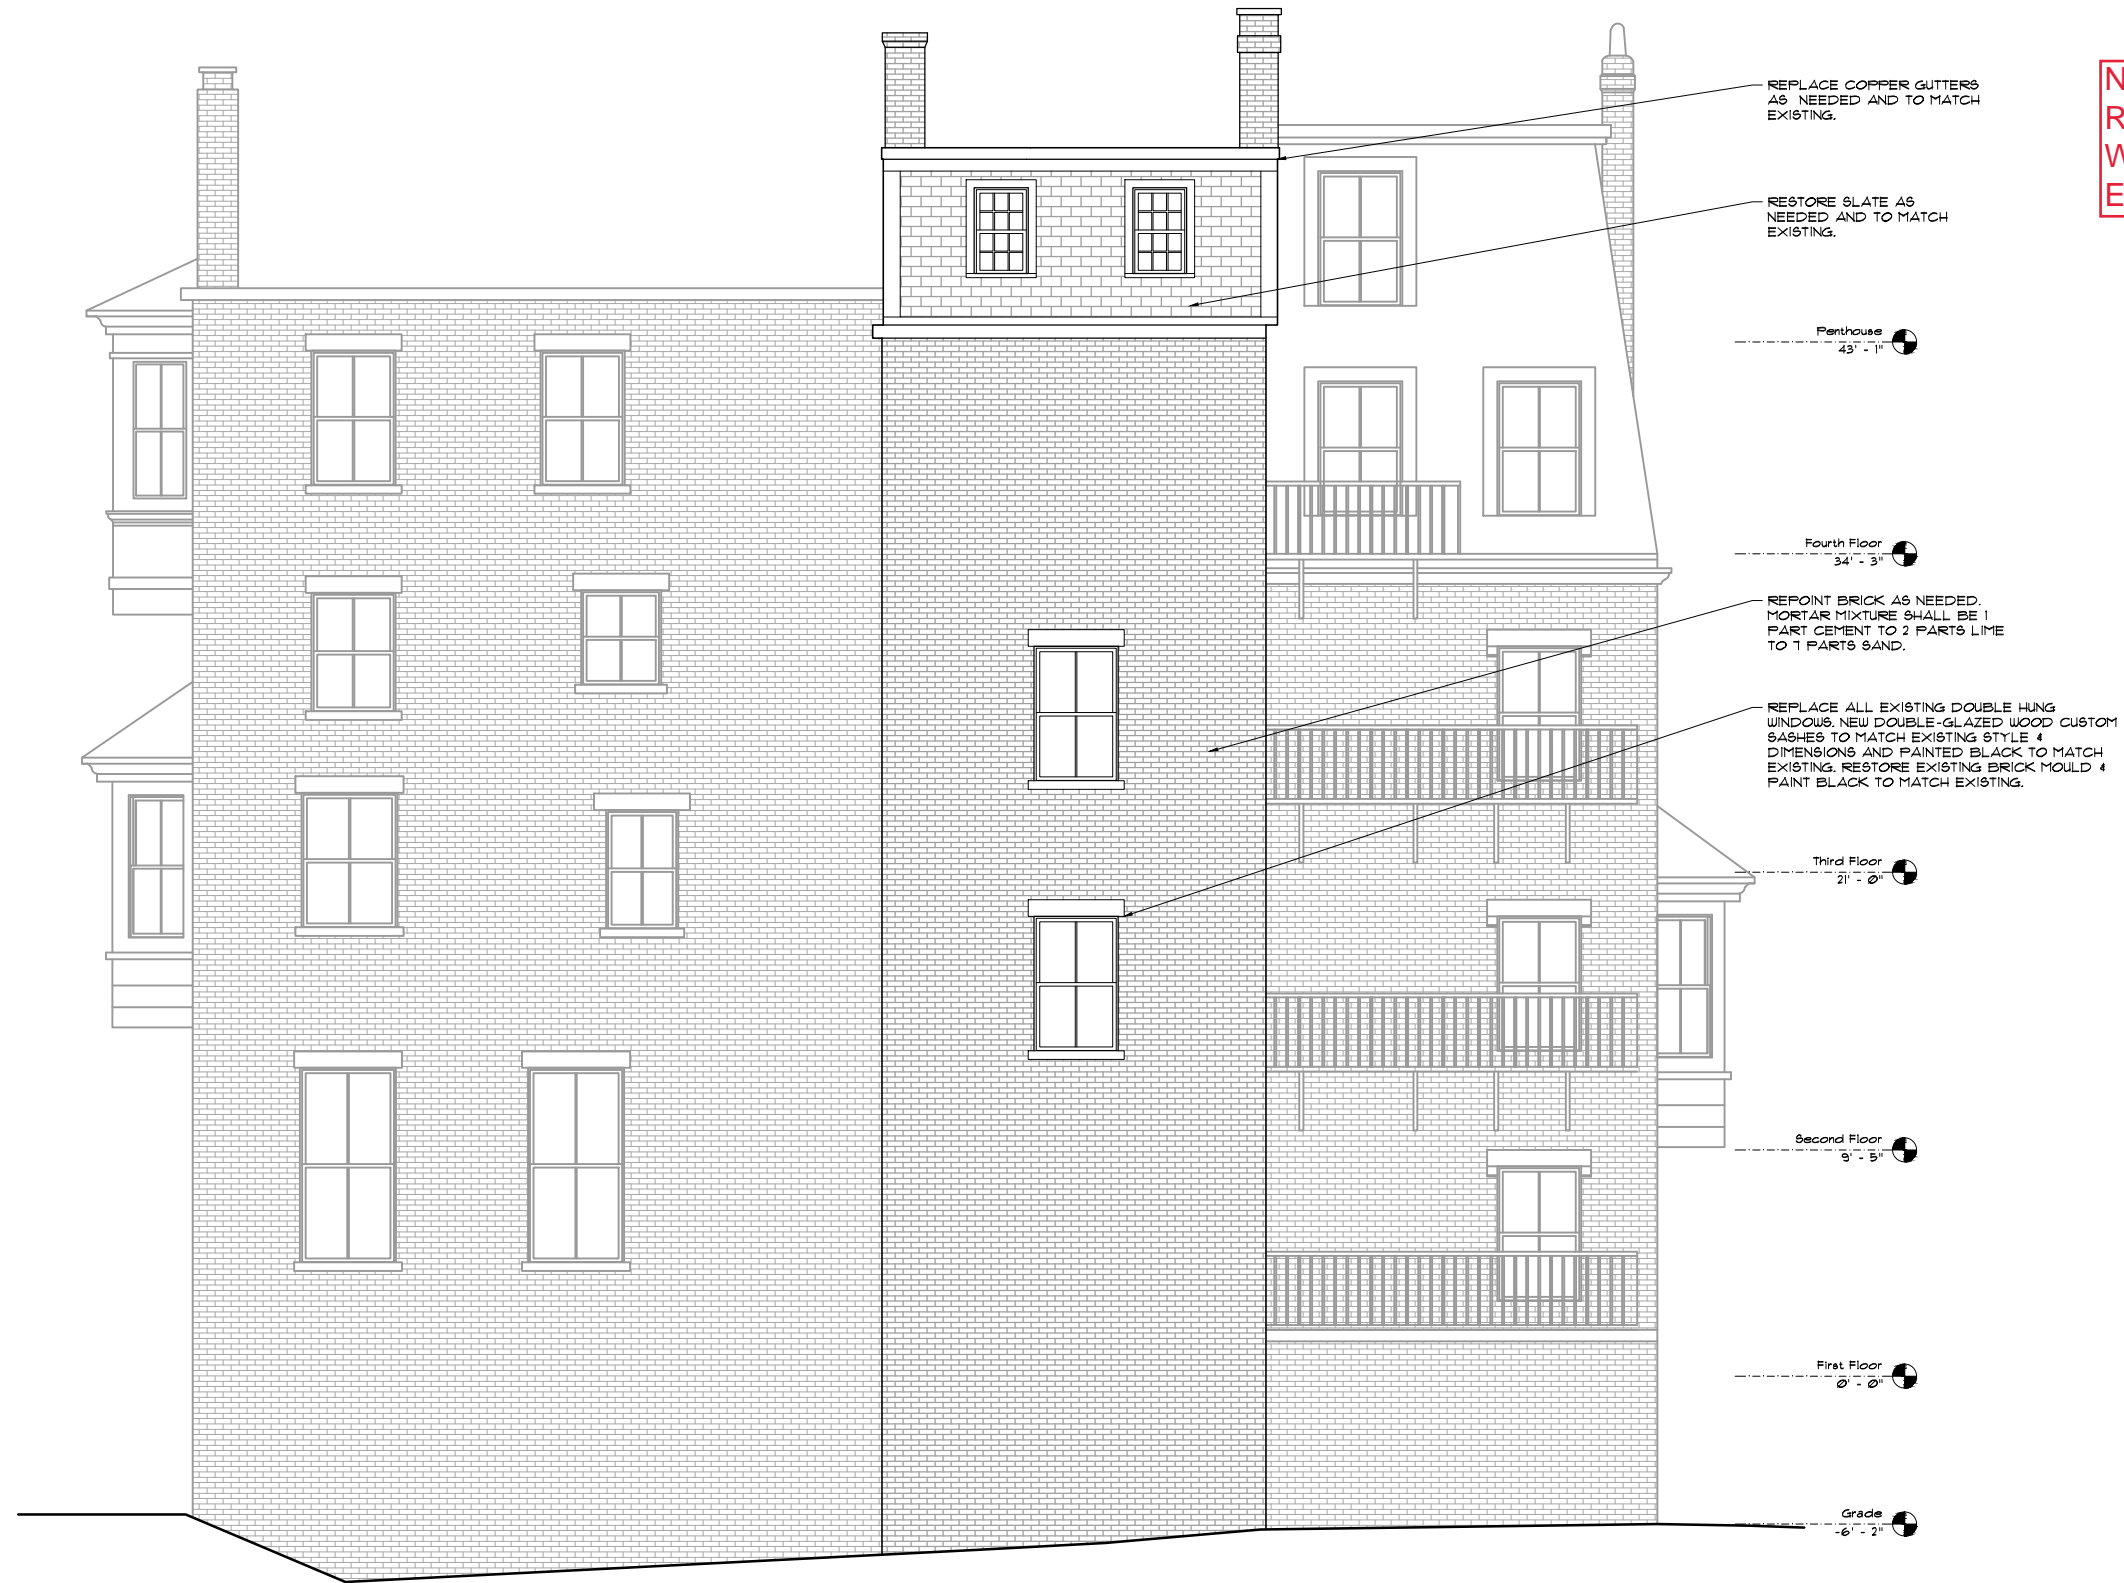 REPLACE COPPER GUTTERS
AS NEEDED AND TO MATCH
EXISTING.
N
R
W
E
RESTORE SLATE AS
NEEDED AND TO MATCH
EXISTING.
Penthouse
43' - 1"
Fourth Floor
34' - 3"
REPOINT BRICK AS NEEDED.
MORTAR MIXTURE SHALL BE 1
PART CEMENT TO 2 PARTS LIME
TO 7 PARTS SAND.
REPLACE ALL EXISTING DOUBLE HUNG
WINDOWS. NEW DOUBLE-GLAZED WOOD CUSTOM
SASHES TO MATCH EXISTING STYLE &
DIMENSIONS AND PAINTED BLACK TO MATCH
EXISTING. RESTORE EXISTING BRICK MOULD &
PAINT BLACK TO MATCH EXISTING.
Third Floor
21' - 0"
Second Floor
9' - 5"
First Floor
0' - 0"
Grade
-6' - 2"